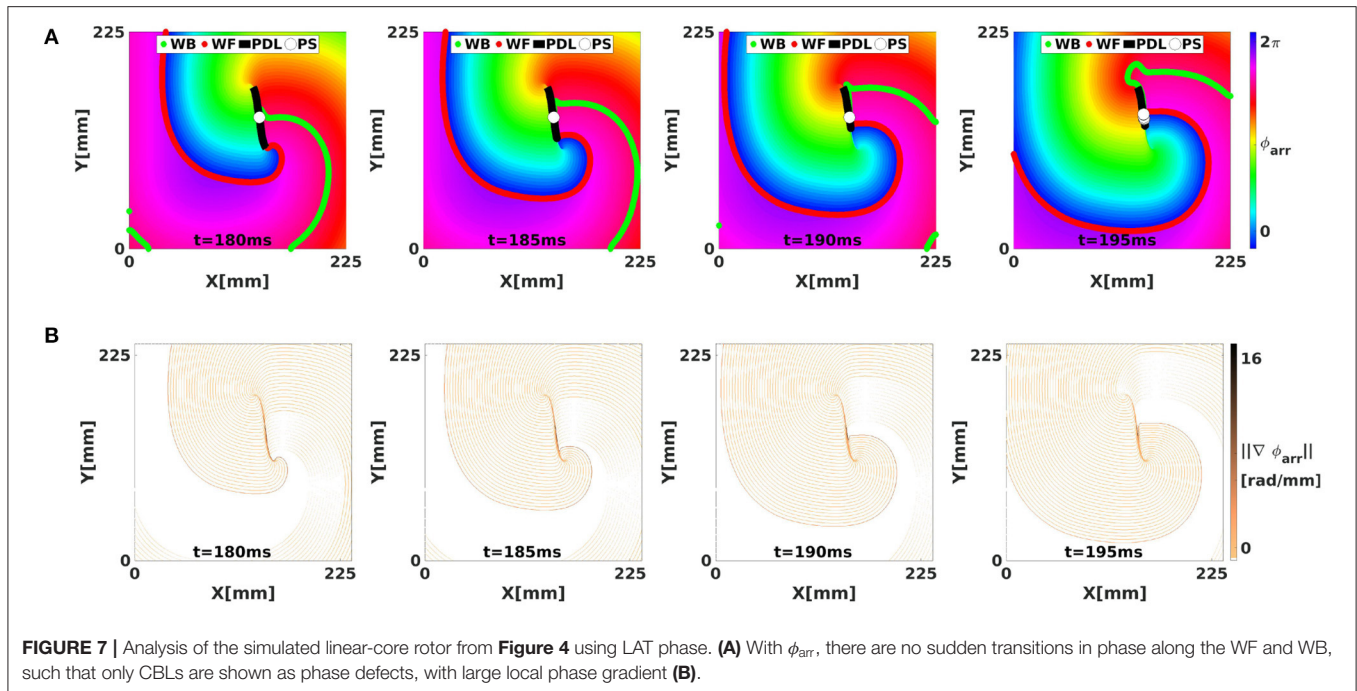 A
225
Y[mm]
0
WB WF PDL PS
t=180ms
0
225
X[mm]
225
Y[mm]
0
WB WF PDL PS
t=185ms
0
225
X[mm]
225
Y[mm]
0
WB WF PDL PS
t=190ms
0
225
X[mm]
225
Y[mm]
0
WB WF PDL PS
t=195ms
0
225
X[mm]
2π
ϕarr
0
B
225
Y[mm]
0
t=180ms
0
225
X[mm]
225
Y[mm]
0
t=185ms
0
225
X[mm]
225
Y[mm]
0
t=190ms
0
225
X[mm]
225
Y[mm]
0
t=195ms
0
225
X[mm]
16
||∇ ϕarr||
[rad/mm]
0
FIGURE 7 | Analysis of the simulated linear-core rotor from Figure 4 using LAT phase. (A) With ϕarr, there are no sudden transitions in phase along the WF and WB,
such that only CBLs are shown as phase defects, with large local phase gradient (B).